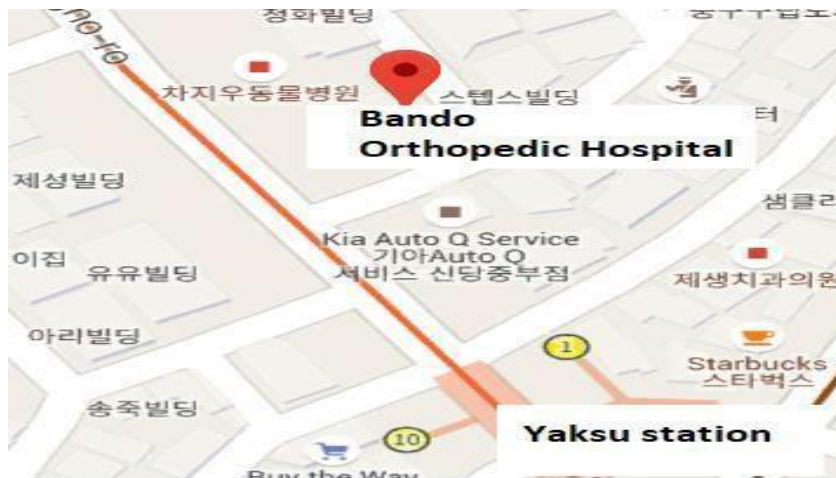 정화빌딩
차지우동물병원
스텝스빌딩
터
Bando
Orthopedic Hospital
제성빌딩
샘클리
Kia Auto Q Service
기아Auto Q
서비스 신당중부점
이집
유유빌딩
제생치과의원
아리빌딩
1
Starbucks
스타벅스
송죽빌딩
10
Yaksu station
Buy the Way